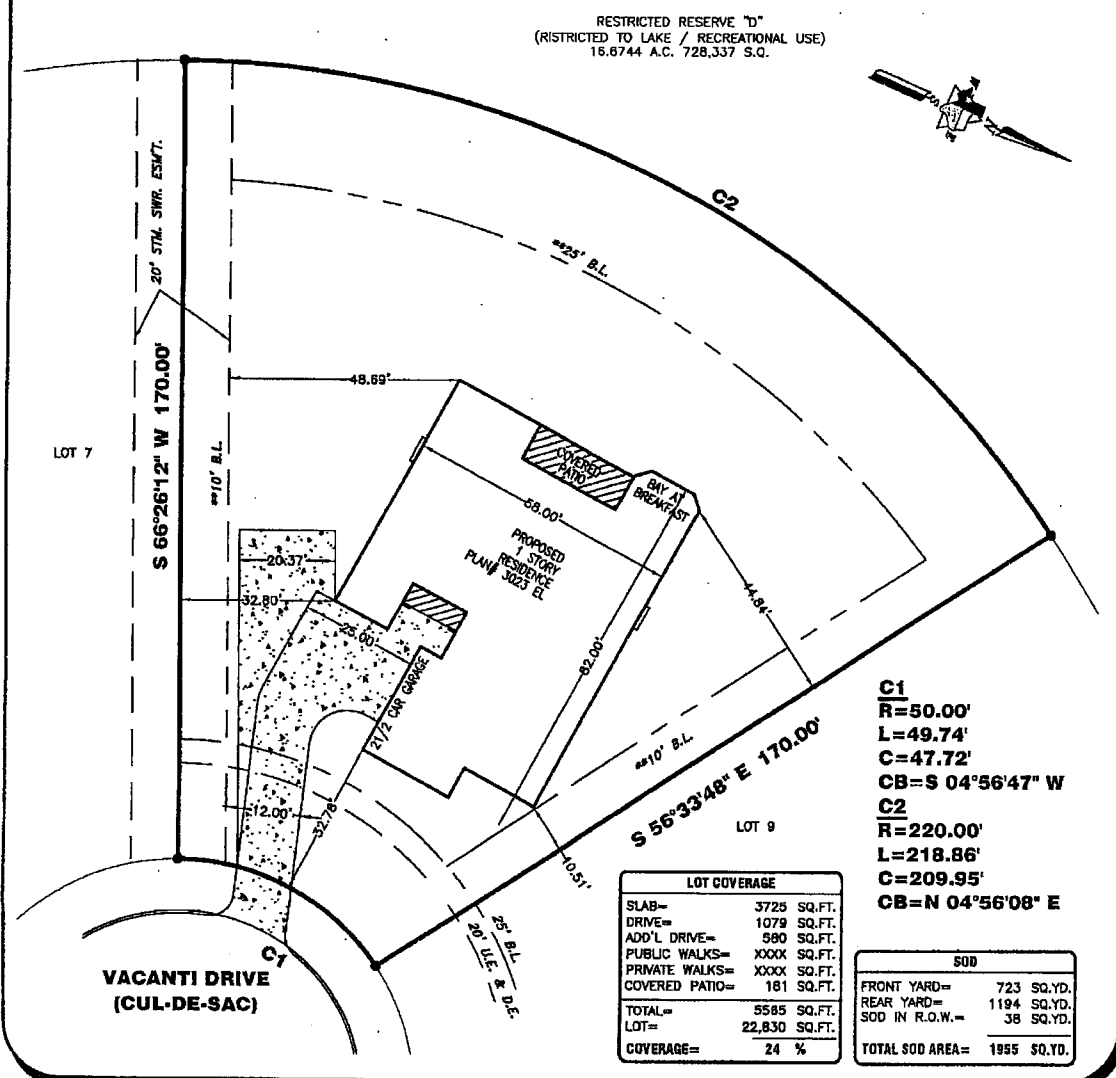 RESTRICTED RESERVE "D"
(RISTRICTED TO LAKE / RECREATIONAL USE)
16.6744 A.C. 728,337 S.Q.
S
N
C2
20' STM. SWR. ESM'T.
**25' B.L.
S 66°26'12" W 170.00'
LOT 7
**10' B.L.
48.69'
COVERED
PATIO
BAY AT
BREAKFAST
58.00'
PROPOSED
1 STORY
RESIDENCE
PLAN# 3023 EL
20.37'
32.80'
25.00'
82.00'
44.84'
21/2 CAR GARAGE
**10' B.L.
S 56°33'48" E 170.00'
LOT 9
12.00'
32.78'
10.51'
25' B.L.
20' U.E. & D.E.
C1
VACANTI DRIVE
(CUL-DE-SAC)
C1
R=50.00'
L=49.74'
C=47.72'
CB=S 04°56'47" W
C2
R=220.00'
L=218.86'
C=209.95'
CB=N 04°56'08" E
LOT COVERAGE
SLAB= 3725 SQ.FT.
DRIVE= 1079 SQ.FT.
ADD'L DRIVE= 580 SQ.FT.
PUBLIC WALKS= XXXX SQ.FT.
PRIVATE WALKS= XXXX SQ.FT.
COVERED PATIO= 181 SQ.FT.
TOTAL= 5565 SQ.FT.
LOT= 22,830 SQ.FT.
COVERAGE= 24 %
SOD
FRONT YARD= 723 SQ.YD.
REAR YARD= 1194 SQ.YD.
SOD IN R.O.W.= 38 SQ.YD.
TOTAL SOD AREA= 1955 SQ.YD.